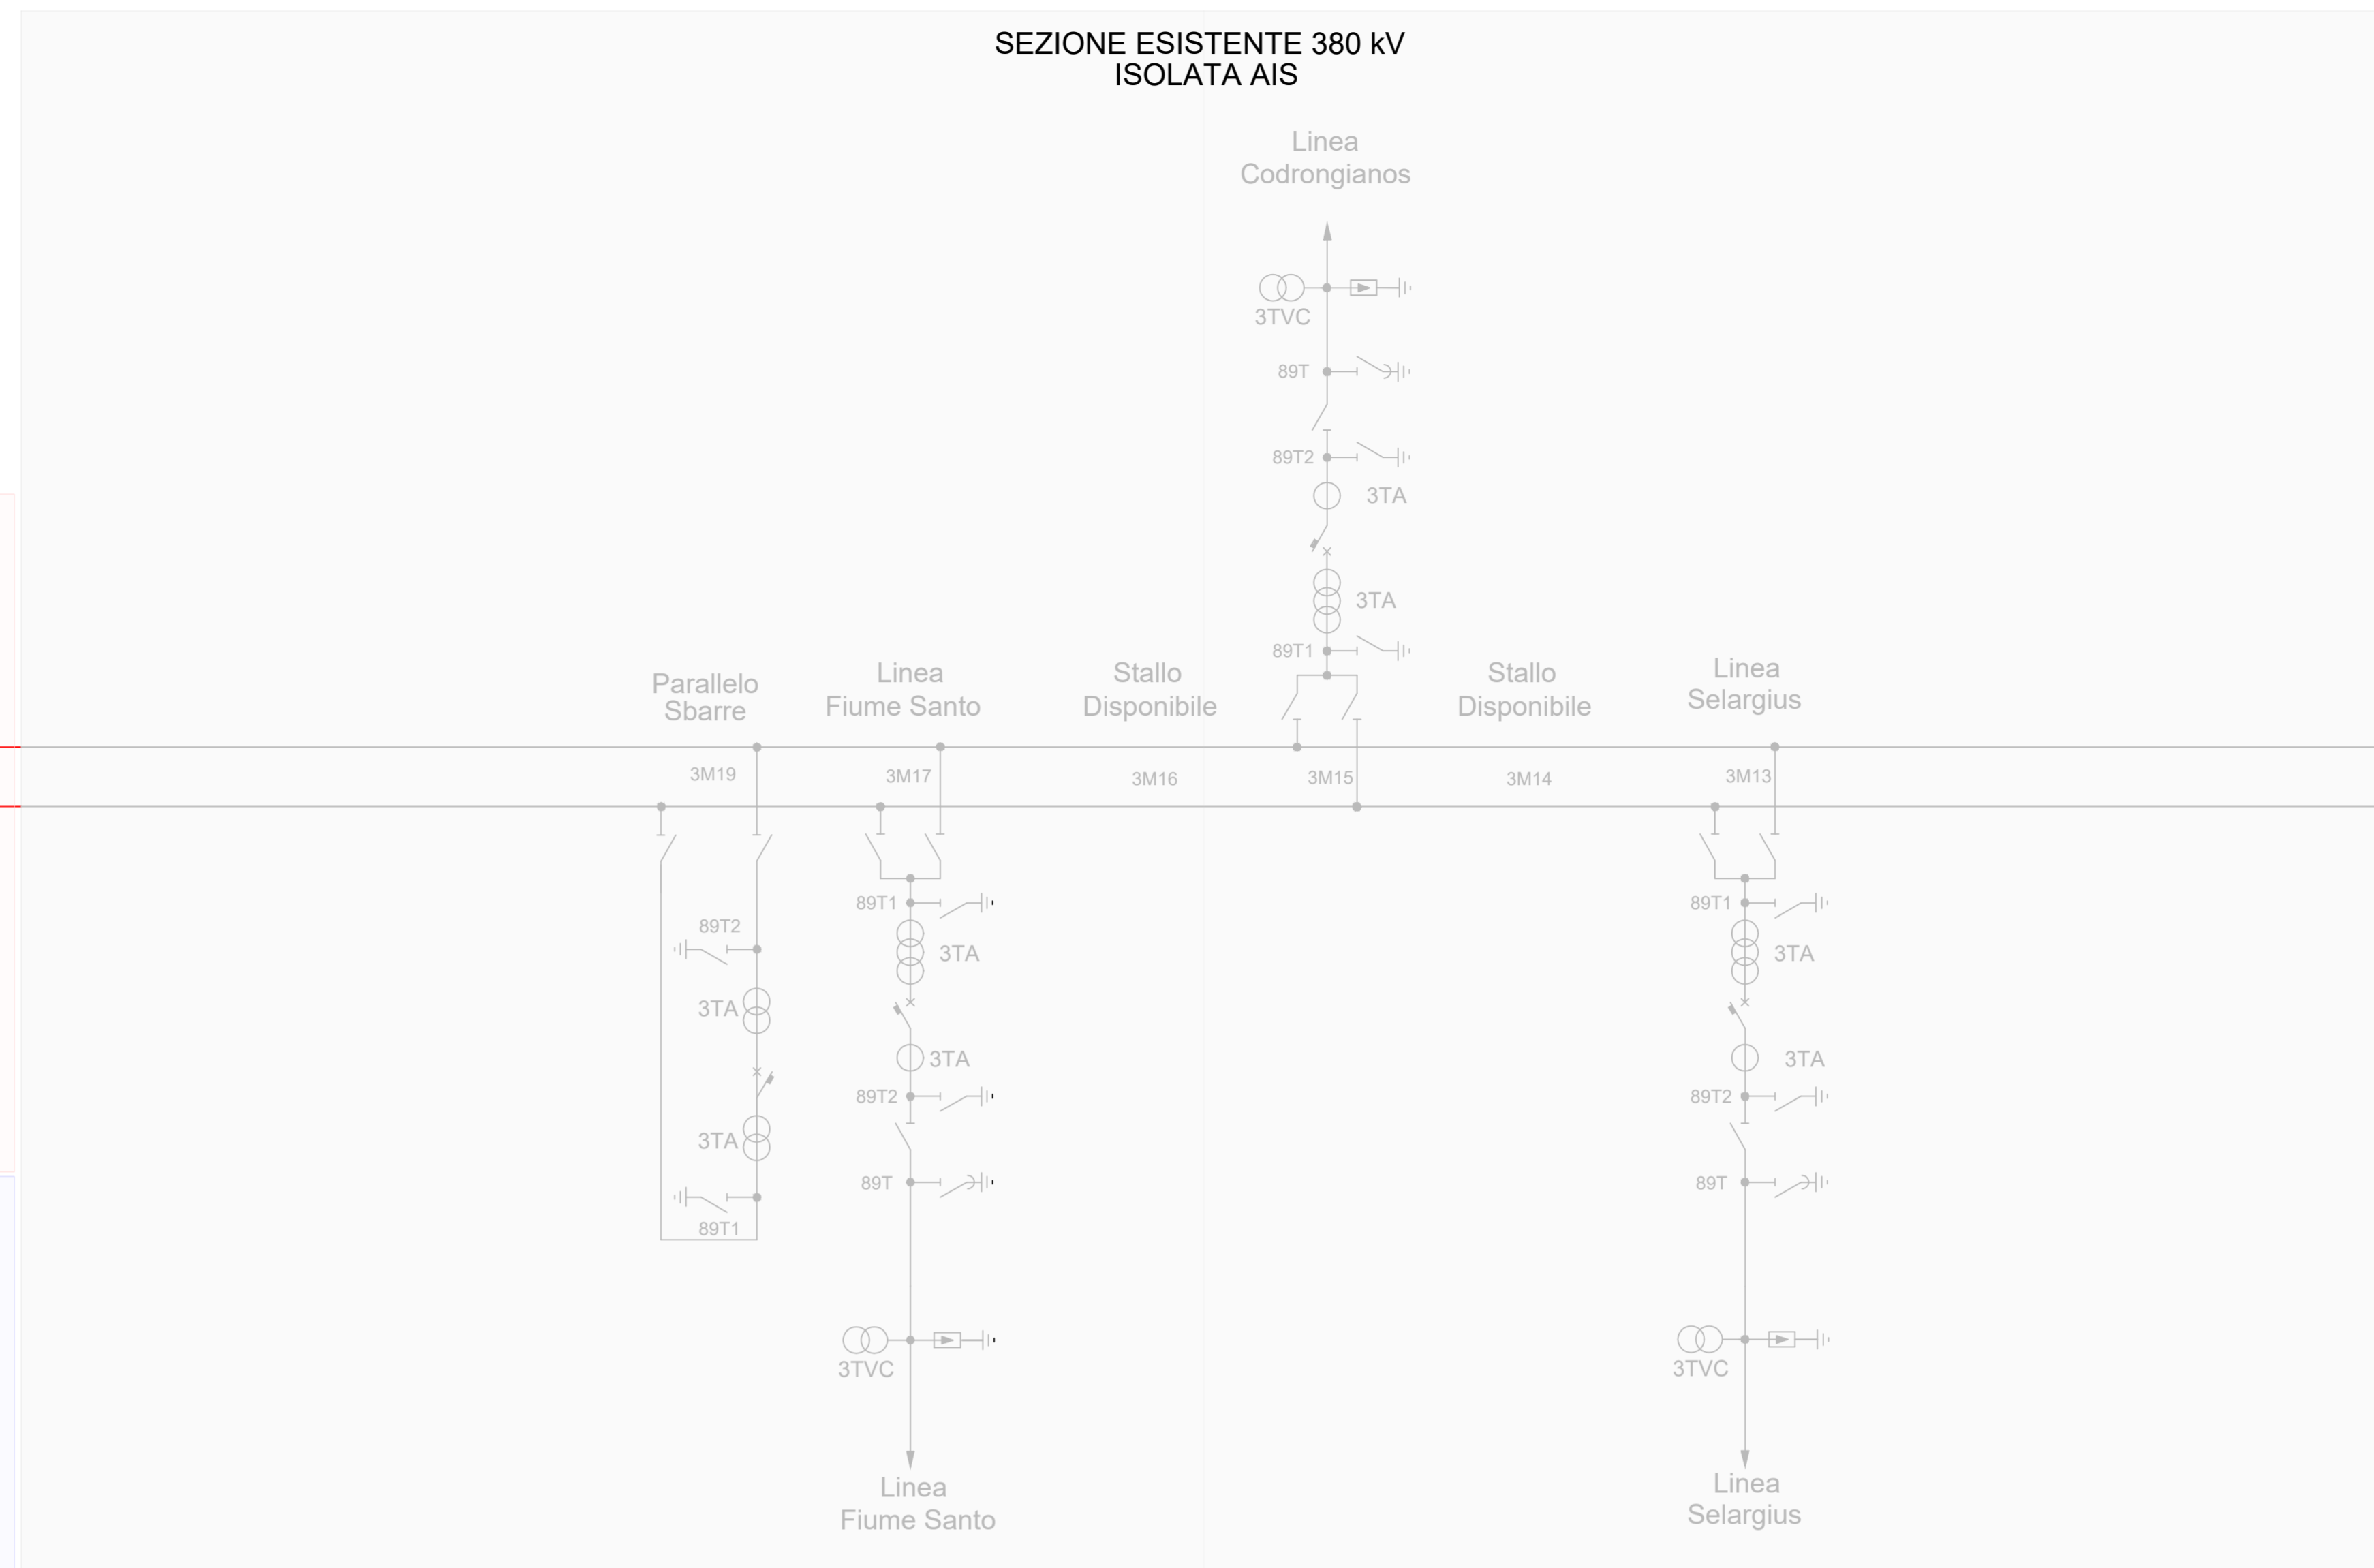 SEZIONE ESISTENTE 380 kV
ISOLATA AIS
Linea
Codrongianos
3TVC
89T
89T2
3TA
3TA
89T1
Parallelo
Sbarre
Linea
Fiume Santo
Stallo
Disponibile
Stallo
Disponibile
Linea
Selargius
3M19
3M17
3M16
3M15
3M14
3M13
89T2
3TA
3TA
89T1
89T1
3TA
3TA
89T2
89T
3TVC
Linea
Fiume Santo
89T1
3TA
3TA
89T2
89T
3TVC
Linea
Selargius